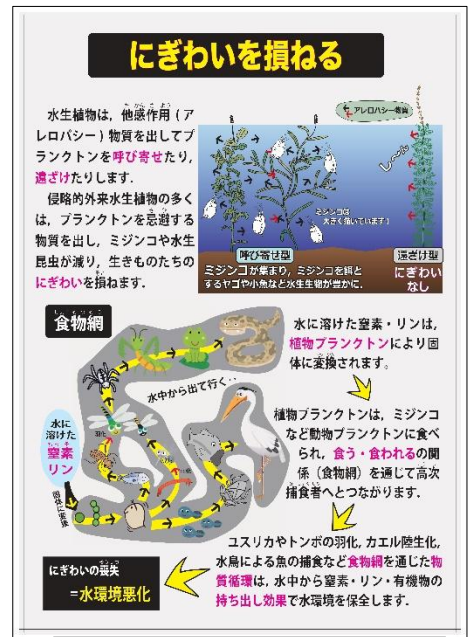 にぎわいを損ねる
水生植物は,他感作用(ア
レロパシー)物質を出してプ
ランクトンを呼び寄せたり,
遠ざけたりします.
侵略的外来水生植物の多く
は,プランクトンを忌避する
物質を出し,ミジンコや水生
昆虫が減り,生きものたちの
にぎわいを損ねます.
アレロパシー物質
し〜ん
ミジンコは
大きく描いています!
呼び寄せ型
ミジンコが集まり,ミジンコを餌と
するヤゴや小魚など水生生物が豊かに.
遠ざけ型
にぎわい
なし
食物網
水中から出て行く・・
水に
溶けた
窒素
リン
固体に変換
水に溶けた窒素・リンは,
植物プランクトンにより固
体に変換されます.
植物プランクトンは,ミジンコ
など動物プランクトンに食べ
られ,食う・食われるの関
係(食物網)を通じて高次
捕食者へとつながります.
ユスリカやトンボの羽化,カエル陸生化,
水鳥による魚の捕食など食物網を通じた物
質循環は,水中から窒素・リン・有機物の
持ち出し効果で水環境を保全します.
にぎわいの喪失
=水環境悪化